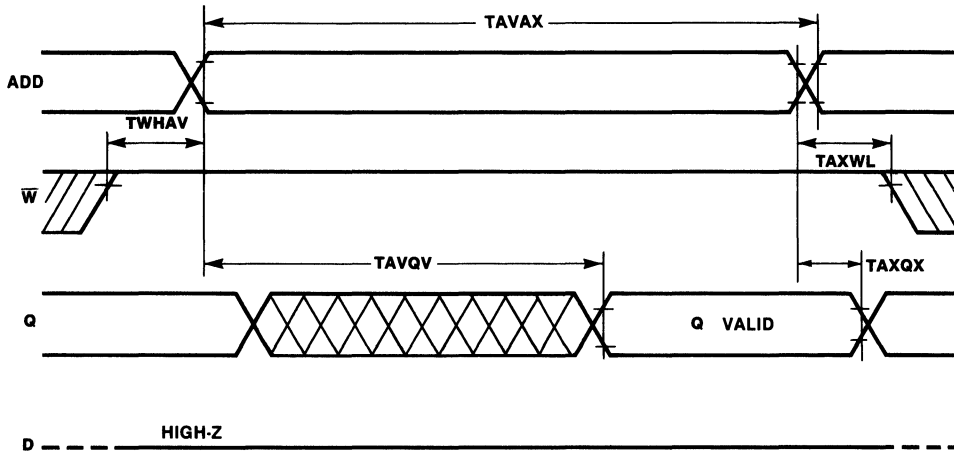 TAVAX
ADD
TWHAV
TAXWL
W̅
TAVQV
TAXQX
Q
Q VALID
HIGH-Z
D